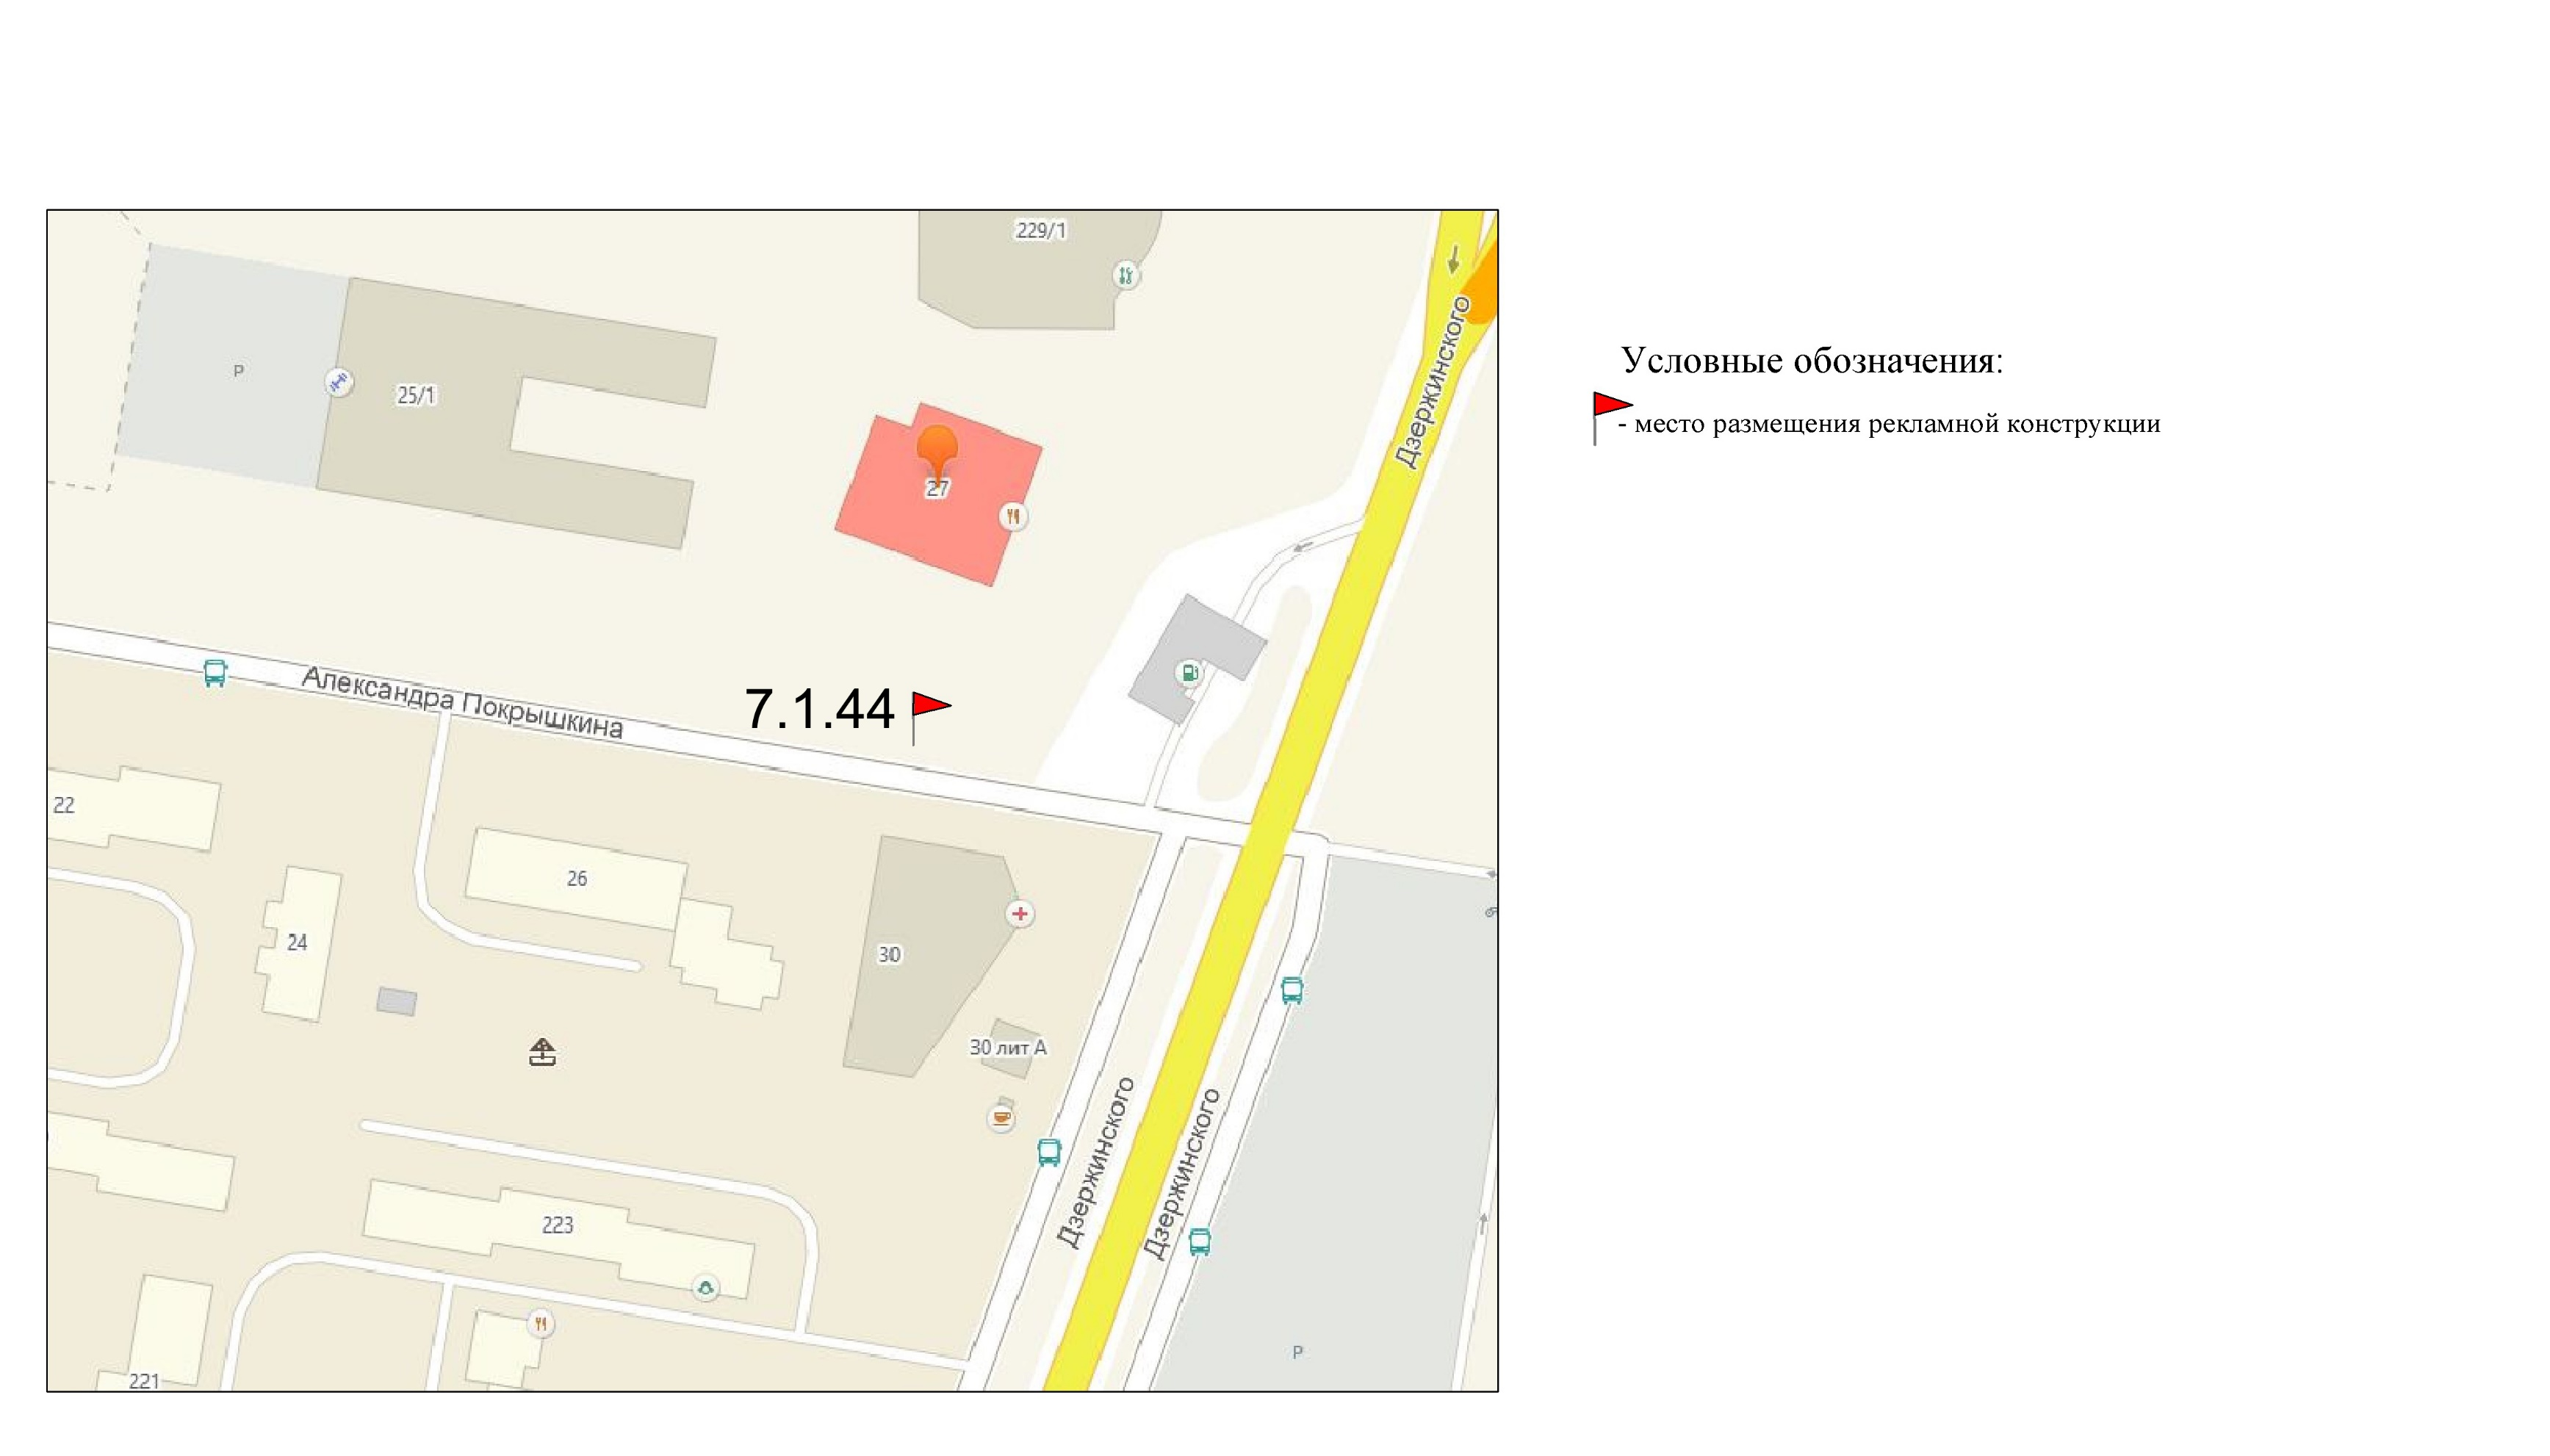 229/1
Дзержинского
P
25/1
27
Условные обозначения:
- место размещения рекламной конструкции
Александра Покрышкина
7.1.44
22
26
24
30
30 лит А
Дзержинского
Дзержинского
223
221
P